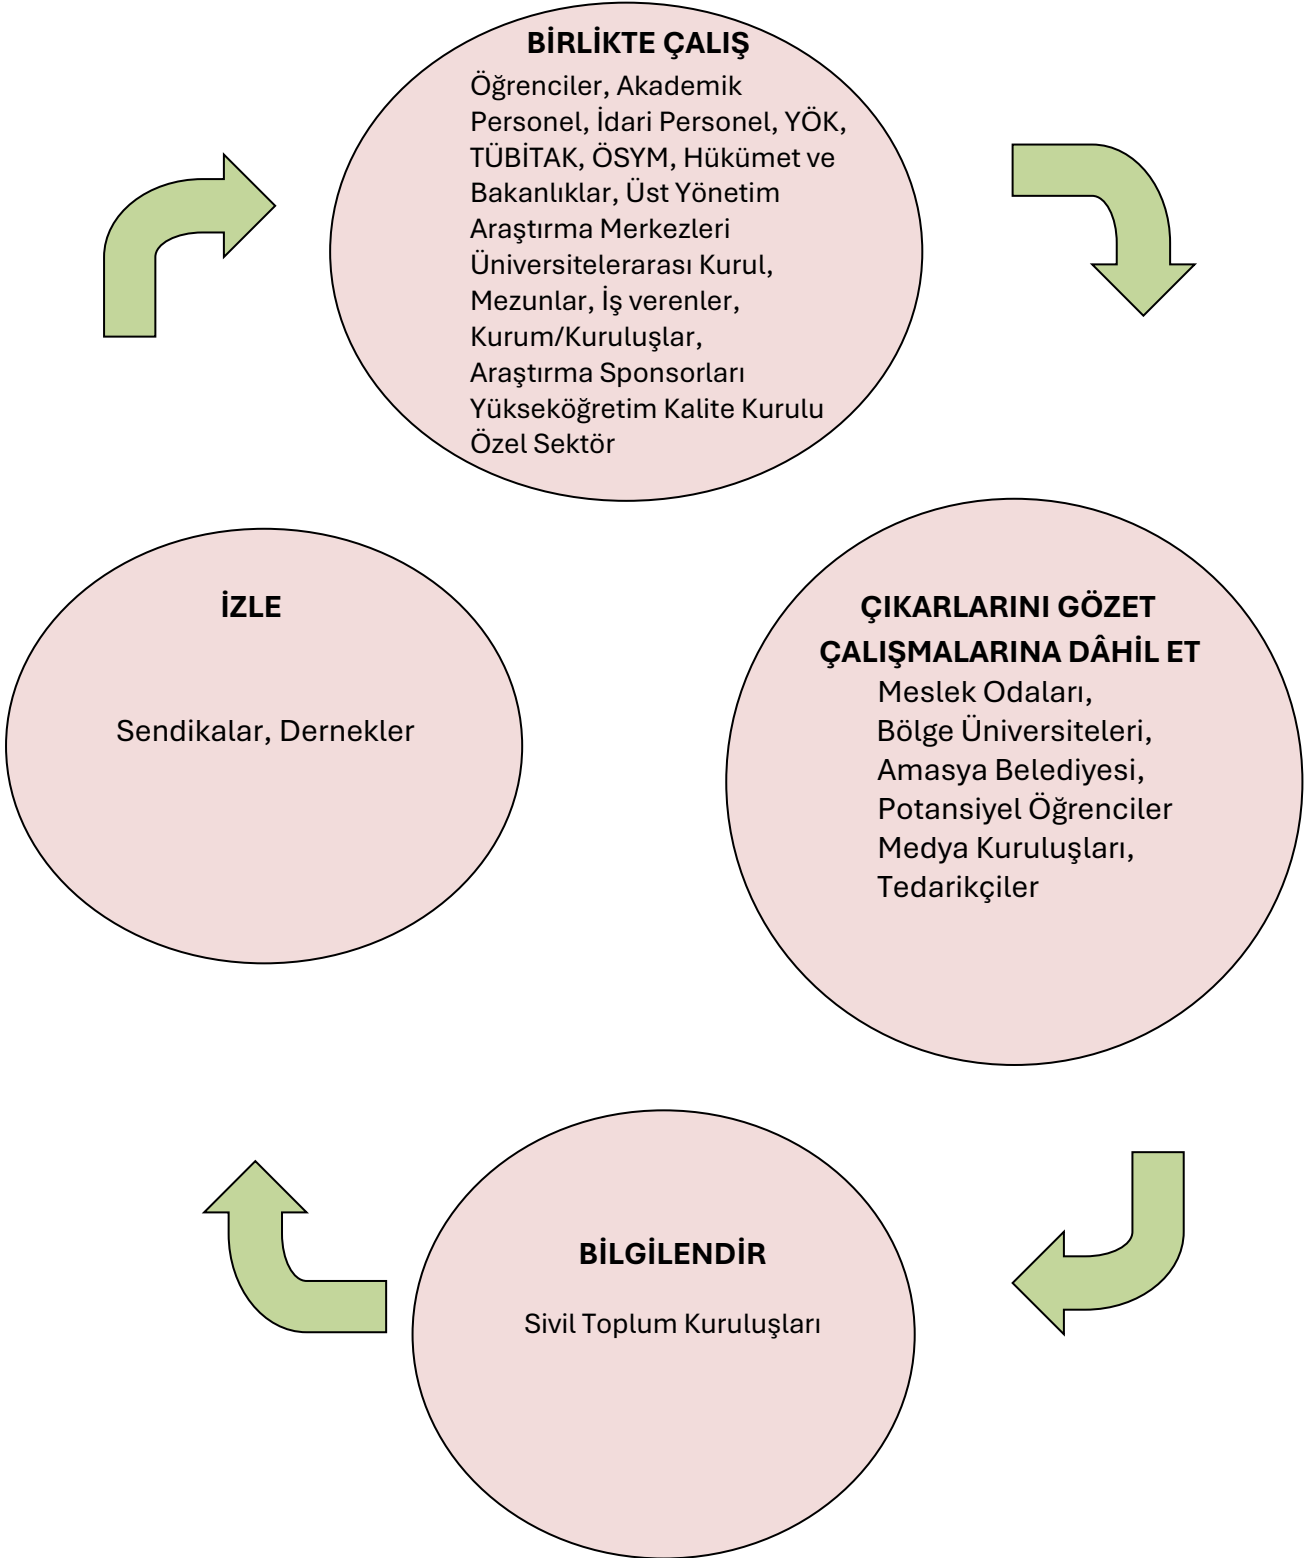 BİRLİKTE ÇALIŞ
Öğrenciler, Akademik
Personel, İdari Personel, YÖK,
TÜBİTAK, ÖSYM, Hükümet ve
Bakanlıklar, Üst Yönetim
Araştırma Merkezleri
Üniversitelerarası Kurul,
Mezunlar, İş verenler,
Kurum/Kuruluşlar,
Araştırma Sponsorları
Yükseköğretim Kalite Kurulu
Özel Sektör
İZLE
Sendikalar, Dernekler
ÇIKARLARINI GÖZET
ÇALIŞMALARINA DÂHİL ET
Meslek Odaları,
Bölge Üniversiteleri,
Amasya Belediyesi,
Potansiyel Öğrenciler
Medya Kuruluşları,
Tedarikçiler
BİLGİLENDİR
Sivil Toplum Kuruluşları